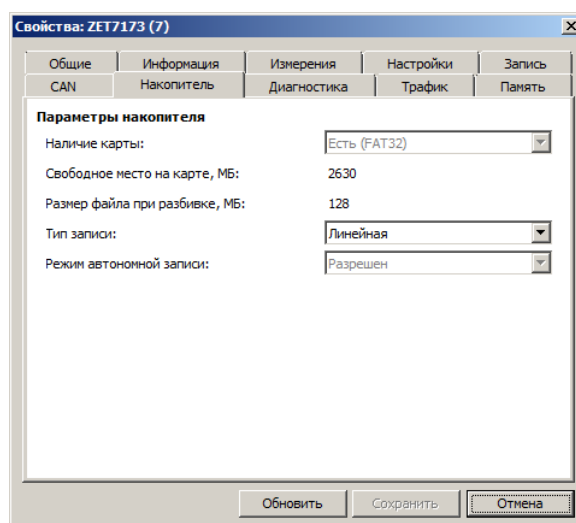 Свойства: ZET7173 (7)
Общие Информация Измерения Настройки Запись
CAN Накопитель Диагностика Трафик Память
Параметры накопителя
Наличие карты: Есть (FAT32)
Свободное место на карте, МБ: 2630
Размер файла при разбивке, МБ: 128
Тип записи: Линейная
Режим автономной записи: Разрешен
Обновить Сохранить Отмена